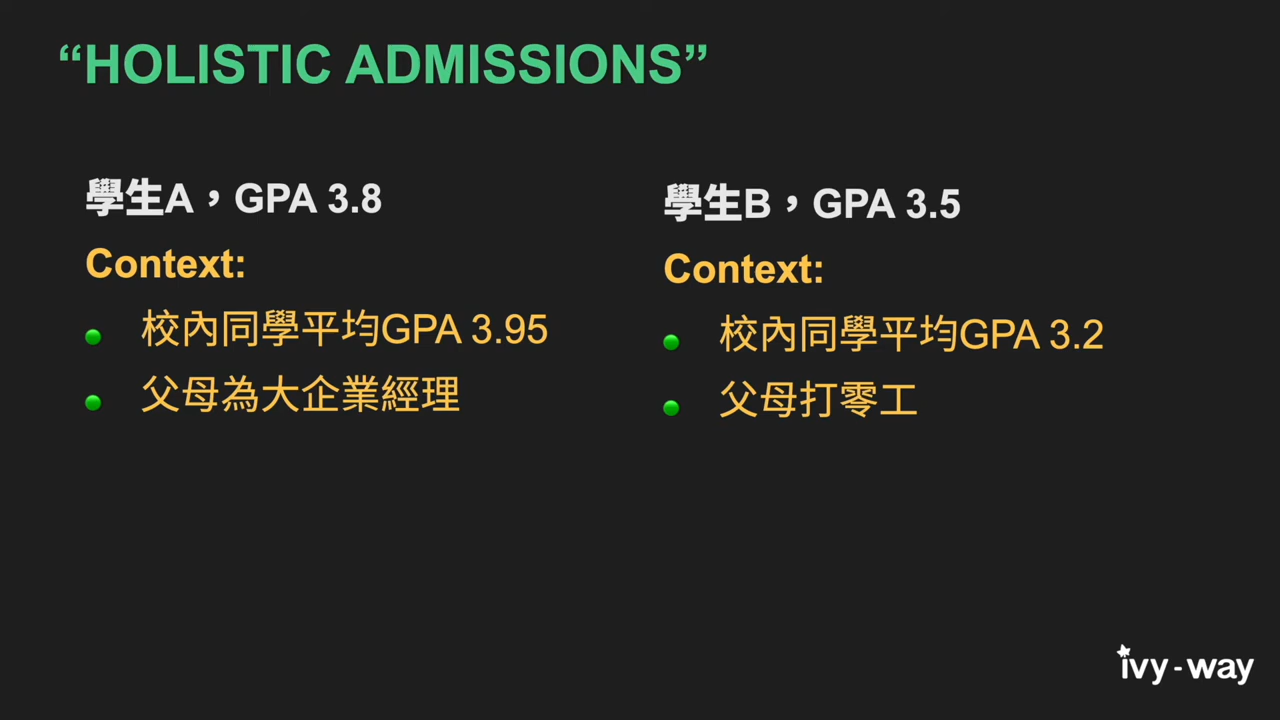 “HOLISTIC ADMISSIONS”
學生A，GPA 3.8
Context:
校內同學平均GPA 3.95
父母為大企業經理
學生B，GPA 3.5
Context:
校內同學平均GPA 3.2
父母打零工
ivy-way